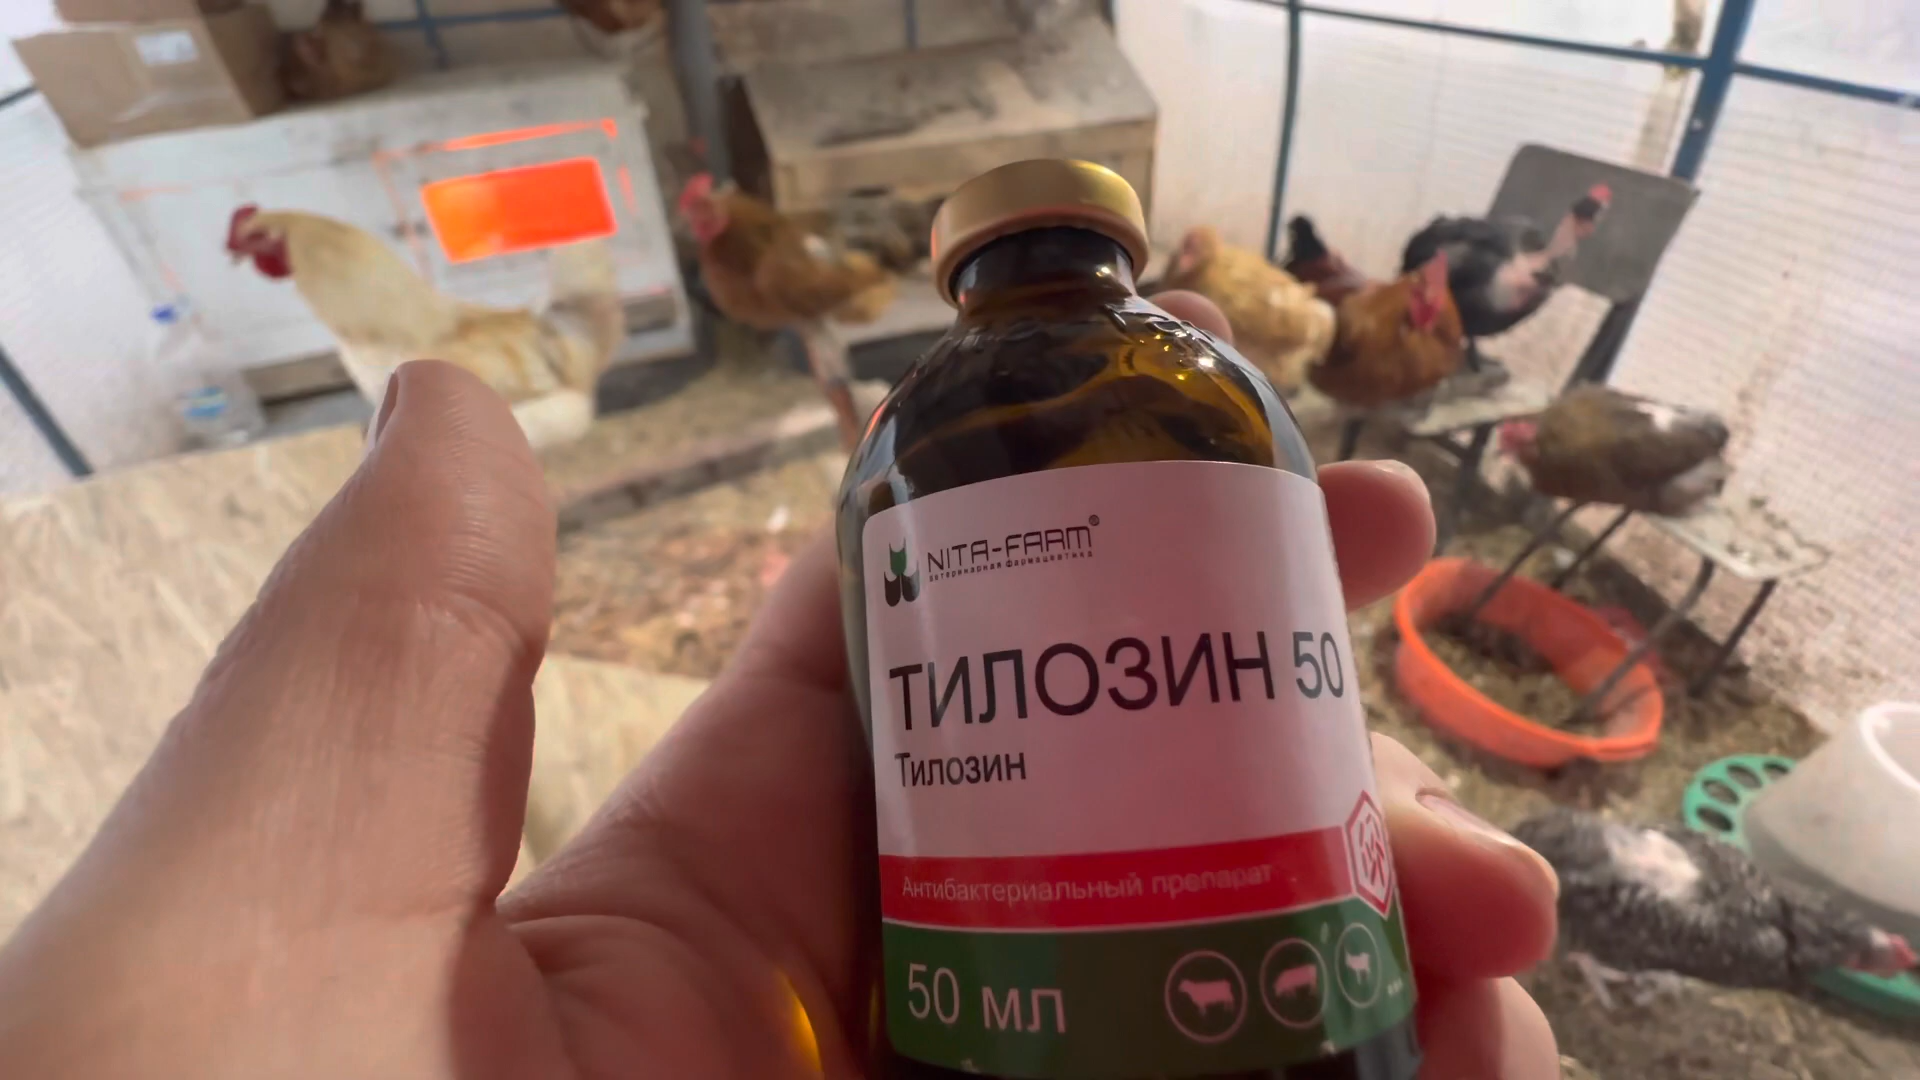 NITA-FARM®
ветеринарная фармацевтика
ТИЛОЗИН 50
Тилозин
Антибактериальный препарат
50 мл